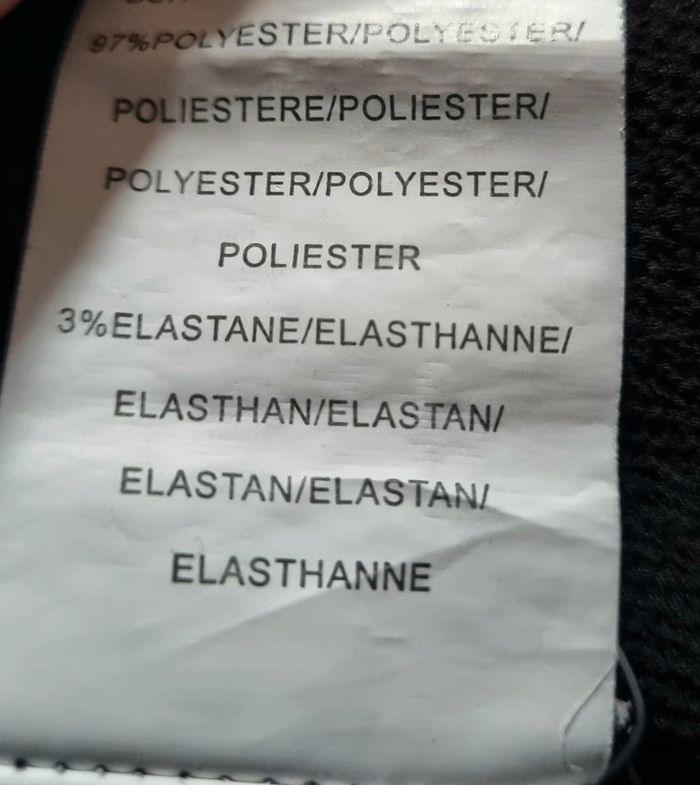 97%POLYESTER/POLYESTER/
POLIESTERE/POLIESTER/
POLYESTER/POLYESTER/
POLIESTER
3%ELASTANE/ELASTHANNE/
ELASTHAN/ELASTAN/
ELASTAN/ELASTAN/
ELASTHANNE